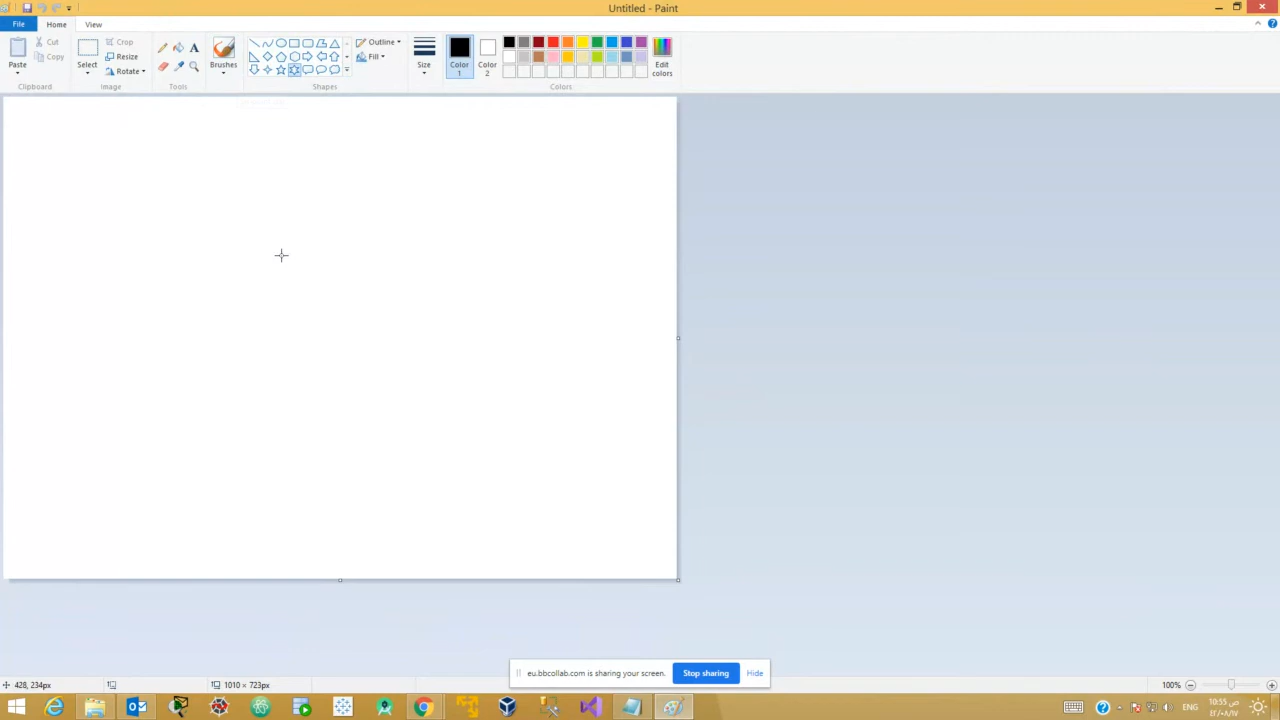 Untitled - Paint
File Home View
Paste
Cut
Copy
Clipboard
Select
Crop
Resize
Rotate
Image
Tools
Brushes
Shapes
Outline
Fill
Size
Color 1
Color 2
Edit colors
Colors
eu.bbcollab.com is sharing your screen. Stop sharing Hide
428, 234px
1010 × 723px
100%
ENG
10:55 ص